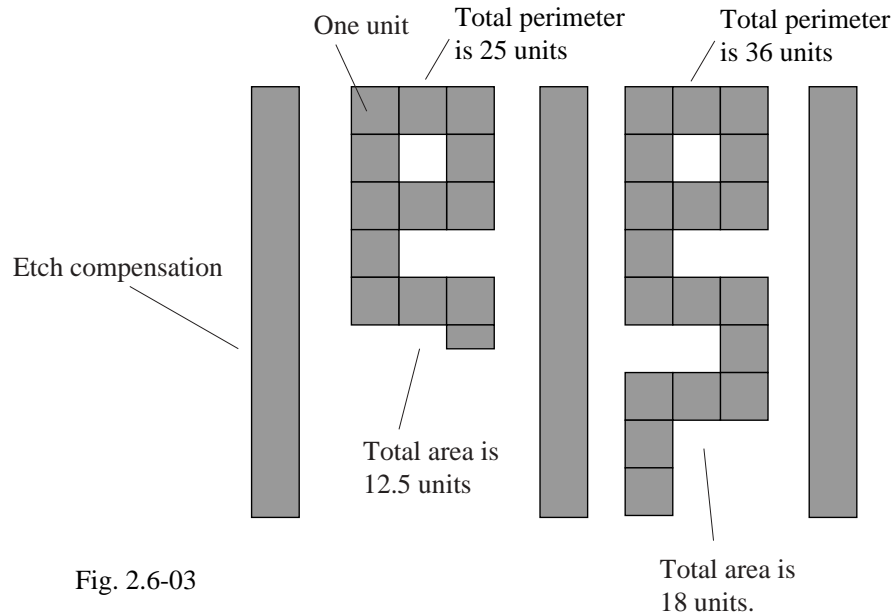 One unit
Total perimeter
is 25 units
Total perimeter
is 36 units
Etch compensation
Total area is
12.5 units
Fig. 2.6-03
Total area is
18 units.